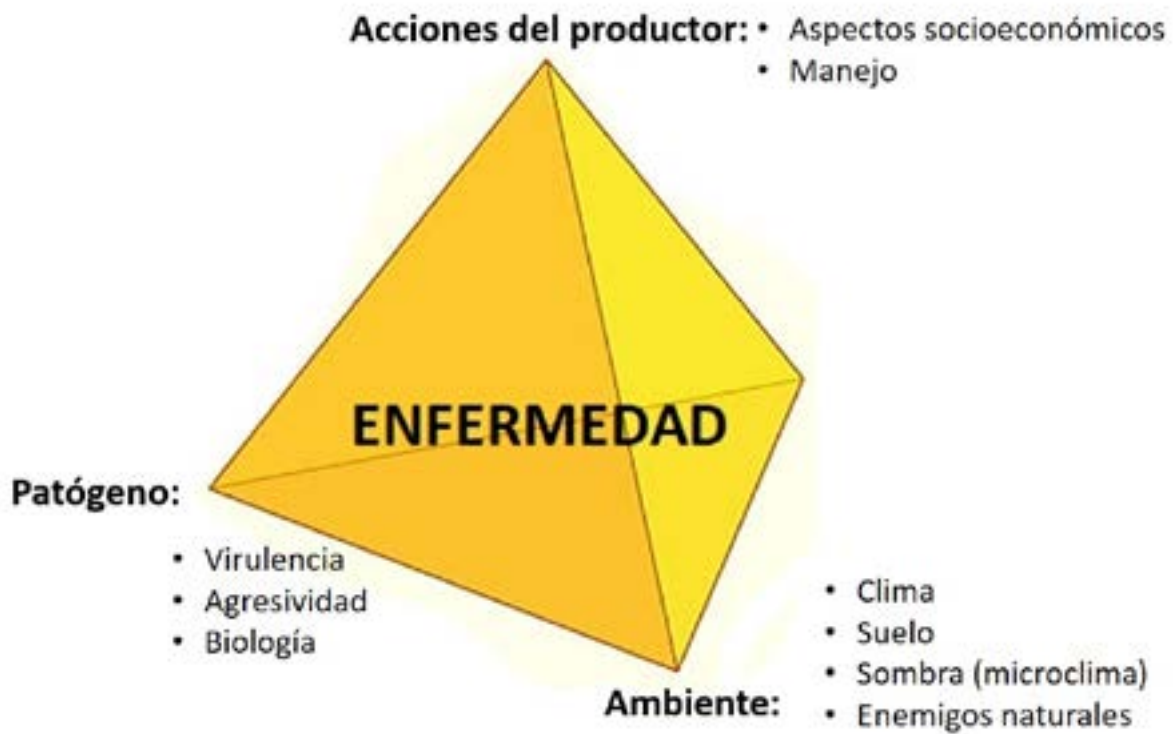 Acciones del productor: • Aspectos socioeconómicos
• Manejo
ENFERMEDAD
Patógeno:
• Virulencia
• Agresividad
• Biología
Ambiente:
• Clima
• Suelo
• Sombra (microclima)
• Enemigos naturales